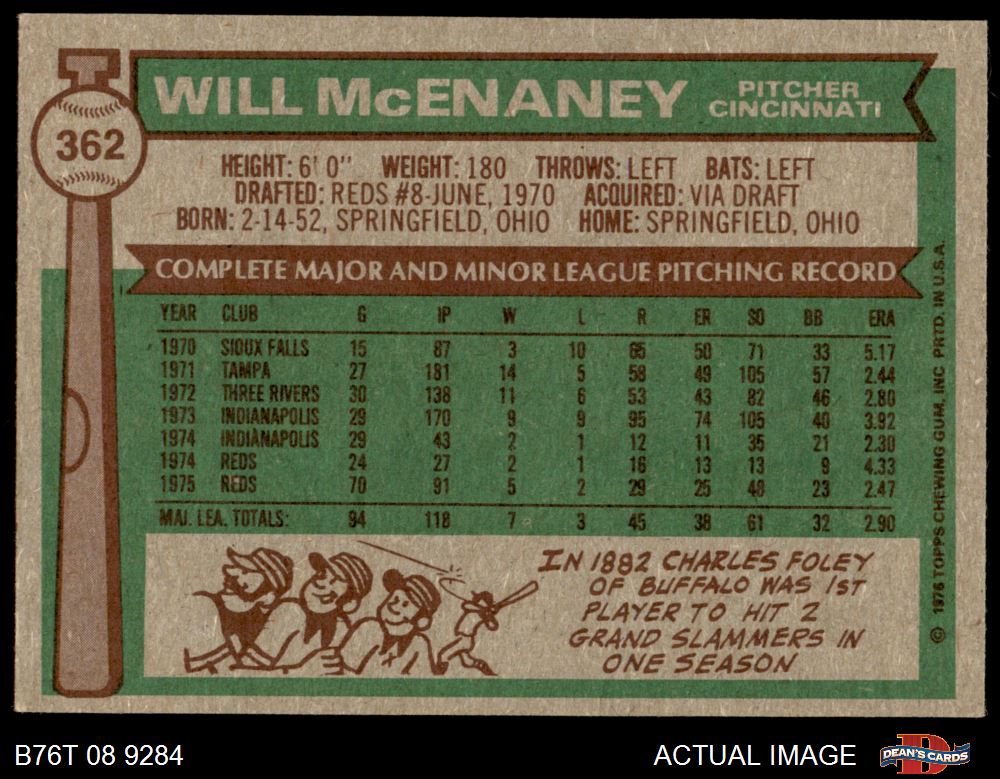 WILL McENANEY
PITCHER
CINCINNATI
362
HEIGHT: 6' 0" WEIGHT: 180 THROWS: LEFT BATS: LEFT
DRAFTED: REDS #8-JUNE, 1970 ACQUIRED: VIA DRAFT
BORN: 2-14-52, SPRINGFIELD, OHIO HOME: SPRINGFIELD, OHIO
COMPLETE MAJOR AND MINOR LEAGUE PITCHING RECORD
YEAR CLUB G IP W L R ER SO BB ERA
1970 SIOUX FALLS 15 87 3 10 65 50 71 33 5.17
1971 TAMPA 27 181 14 5 58 49 105 57 2.44
1972 THREE RIVERS 30 138 11 6 53 43 82 46 2.80
1973 INDIANAPOLIS 29 170 9 9 95 74 105 40 3.92
1974 INDIANAPOLIS 29 43 2 1 12 11 35 21 2.30
1974 REDS 24 27 2 1 16 13 13 9 4.33
1975 REDS 70 91 5 2 29 25 48 23 2.47
MAJ. LEA. TOTALS: 94 118 7 3 45 38 61 32 2.90
IN 1882 CHARLES FOLEY
OF BUFFALO WAS 1ST
PLAYER TO HIT 2
GRAND SLAMMERS IN
ONE SEASON
© 1976 TOPPS CHEWING GUM, INC PRTD. IN U.S.A.
B76T 08 9284
ACTUAL IMAGE
DEAN'S CARDS